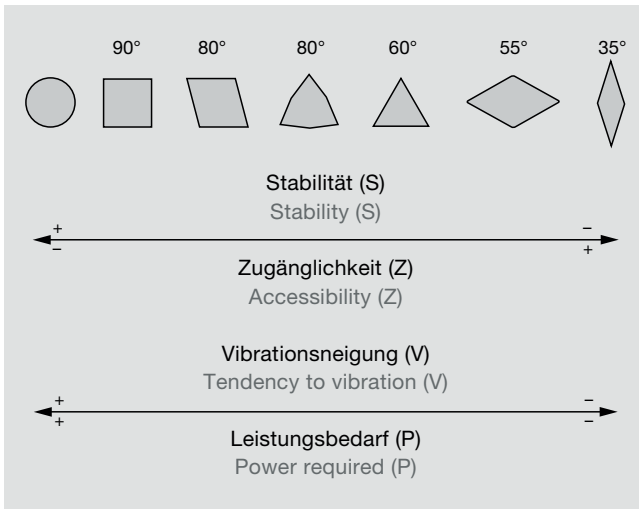 90° 80° 80° 60° 55° 35°
Stabilität (S)
Stability (S)
+ −
− +
Zugänglichkeit (Z)
Accessibility (Z)
Vibrationsneigung (V)
Tendency to vibration (V)
+ −
+ −
Leistungsbedarf (P)
Power required (P)